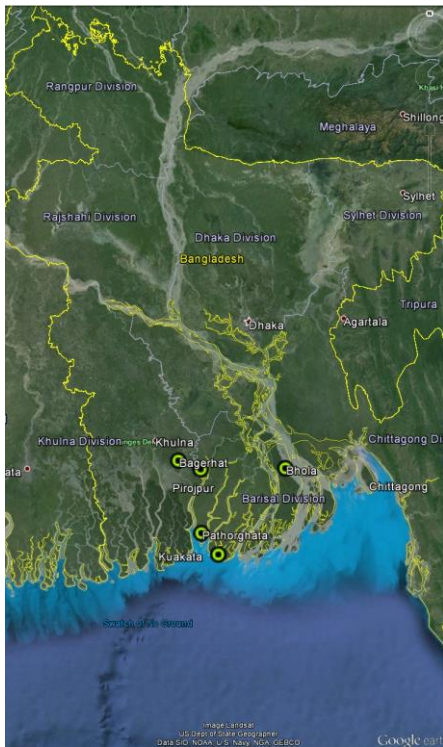 N
Rangpur Division
Shillong
Meghalaya
Sylhet
Rajshahi Division
Sylhet Division
Dhaka Division
Bangladesh
Tripura
Dhaka
Agartala
Khulna Division
Khulna
Chittagong
Bagerhat
Bhola
Pirojpur
Barisal Division
Chittagong
Pathorghata
Kuakata
Swatch of No Ground
Image Landsat
US Dept of State Geographer
Data SIO, NOAA, U.S. Navy, NGA, GEBCO
Google earth